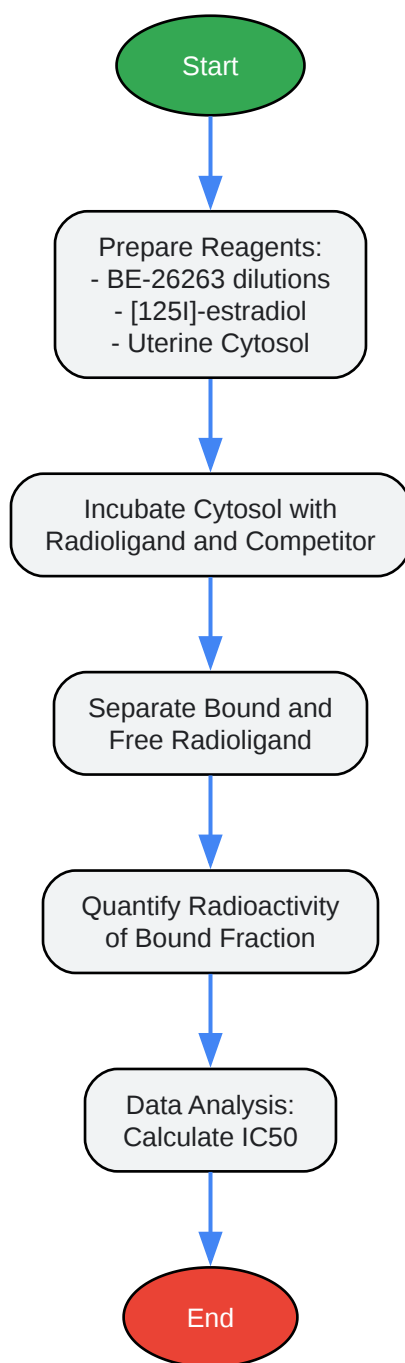 Start
Prepare Reagents:
- BE-26263 dilutions
- [125I]-estradiol
- Uterine Cytosol
Incubate Cytosol with
Radioligand and Competitor
Separate Bound and
Free Radioligand
Quantify Radioactivity
of Bound Fraction
Data Analysis:
Calculate IC50
End